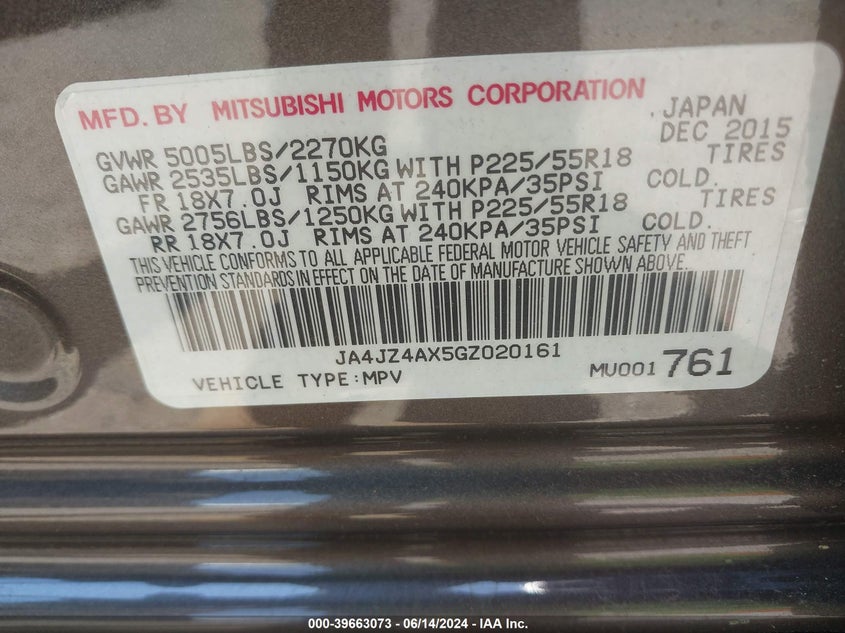 MFD. BY MITSUBISHI MOTORS CORPORATION . JAPAN
GVWR 5005LBS/2270KG DEC 2015
GAWR 2535LBS/1150KG WITH P225/55R18 TIRES
FR 18X7.0J RIMS AT 240KPA/35PSI COLD.
GAWR 2756LBS/1250KG WITH P225/55R18 TIRES
RR 18X7.0J RIMS AT 240KPA/35PSI COLD.
THIS VEHICLE CONFORMS TO ALL APPLICABLE FEDERAL MOTOR VEHICLE SAFETY AND THEFT
PREVENTION STANDARDS IN EFFECT ON THE DATE OF MANUFACTURE SHOWN ABOVE.
JA4JZ4AX5GZ020161
VEHICLE TYPE:MPV MU001 761
000-39663073 - 06/14/2024 - IAA Inc.